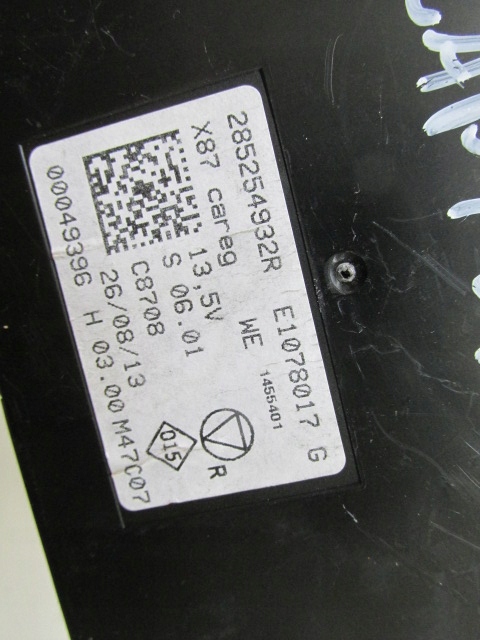 285254932R E1078017 G
X87 careg 13,5V WE 1455401
S 06.01
C8708 R
26/08/13 015
00049396 H 03.00 M47C07